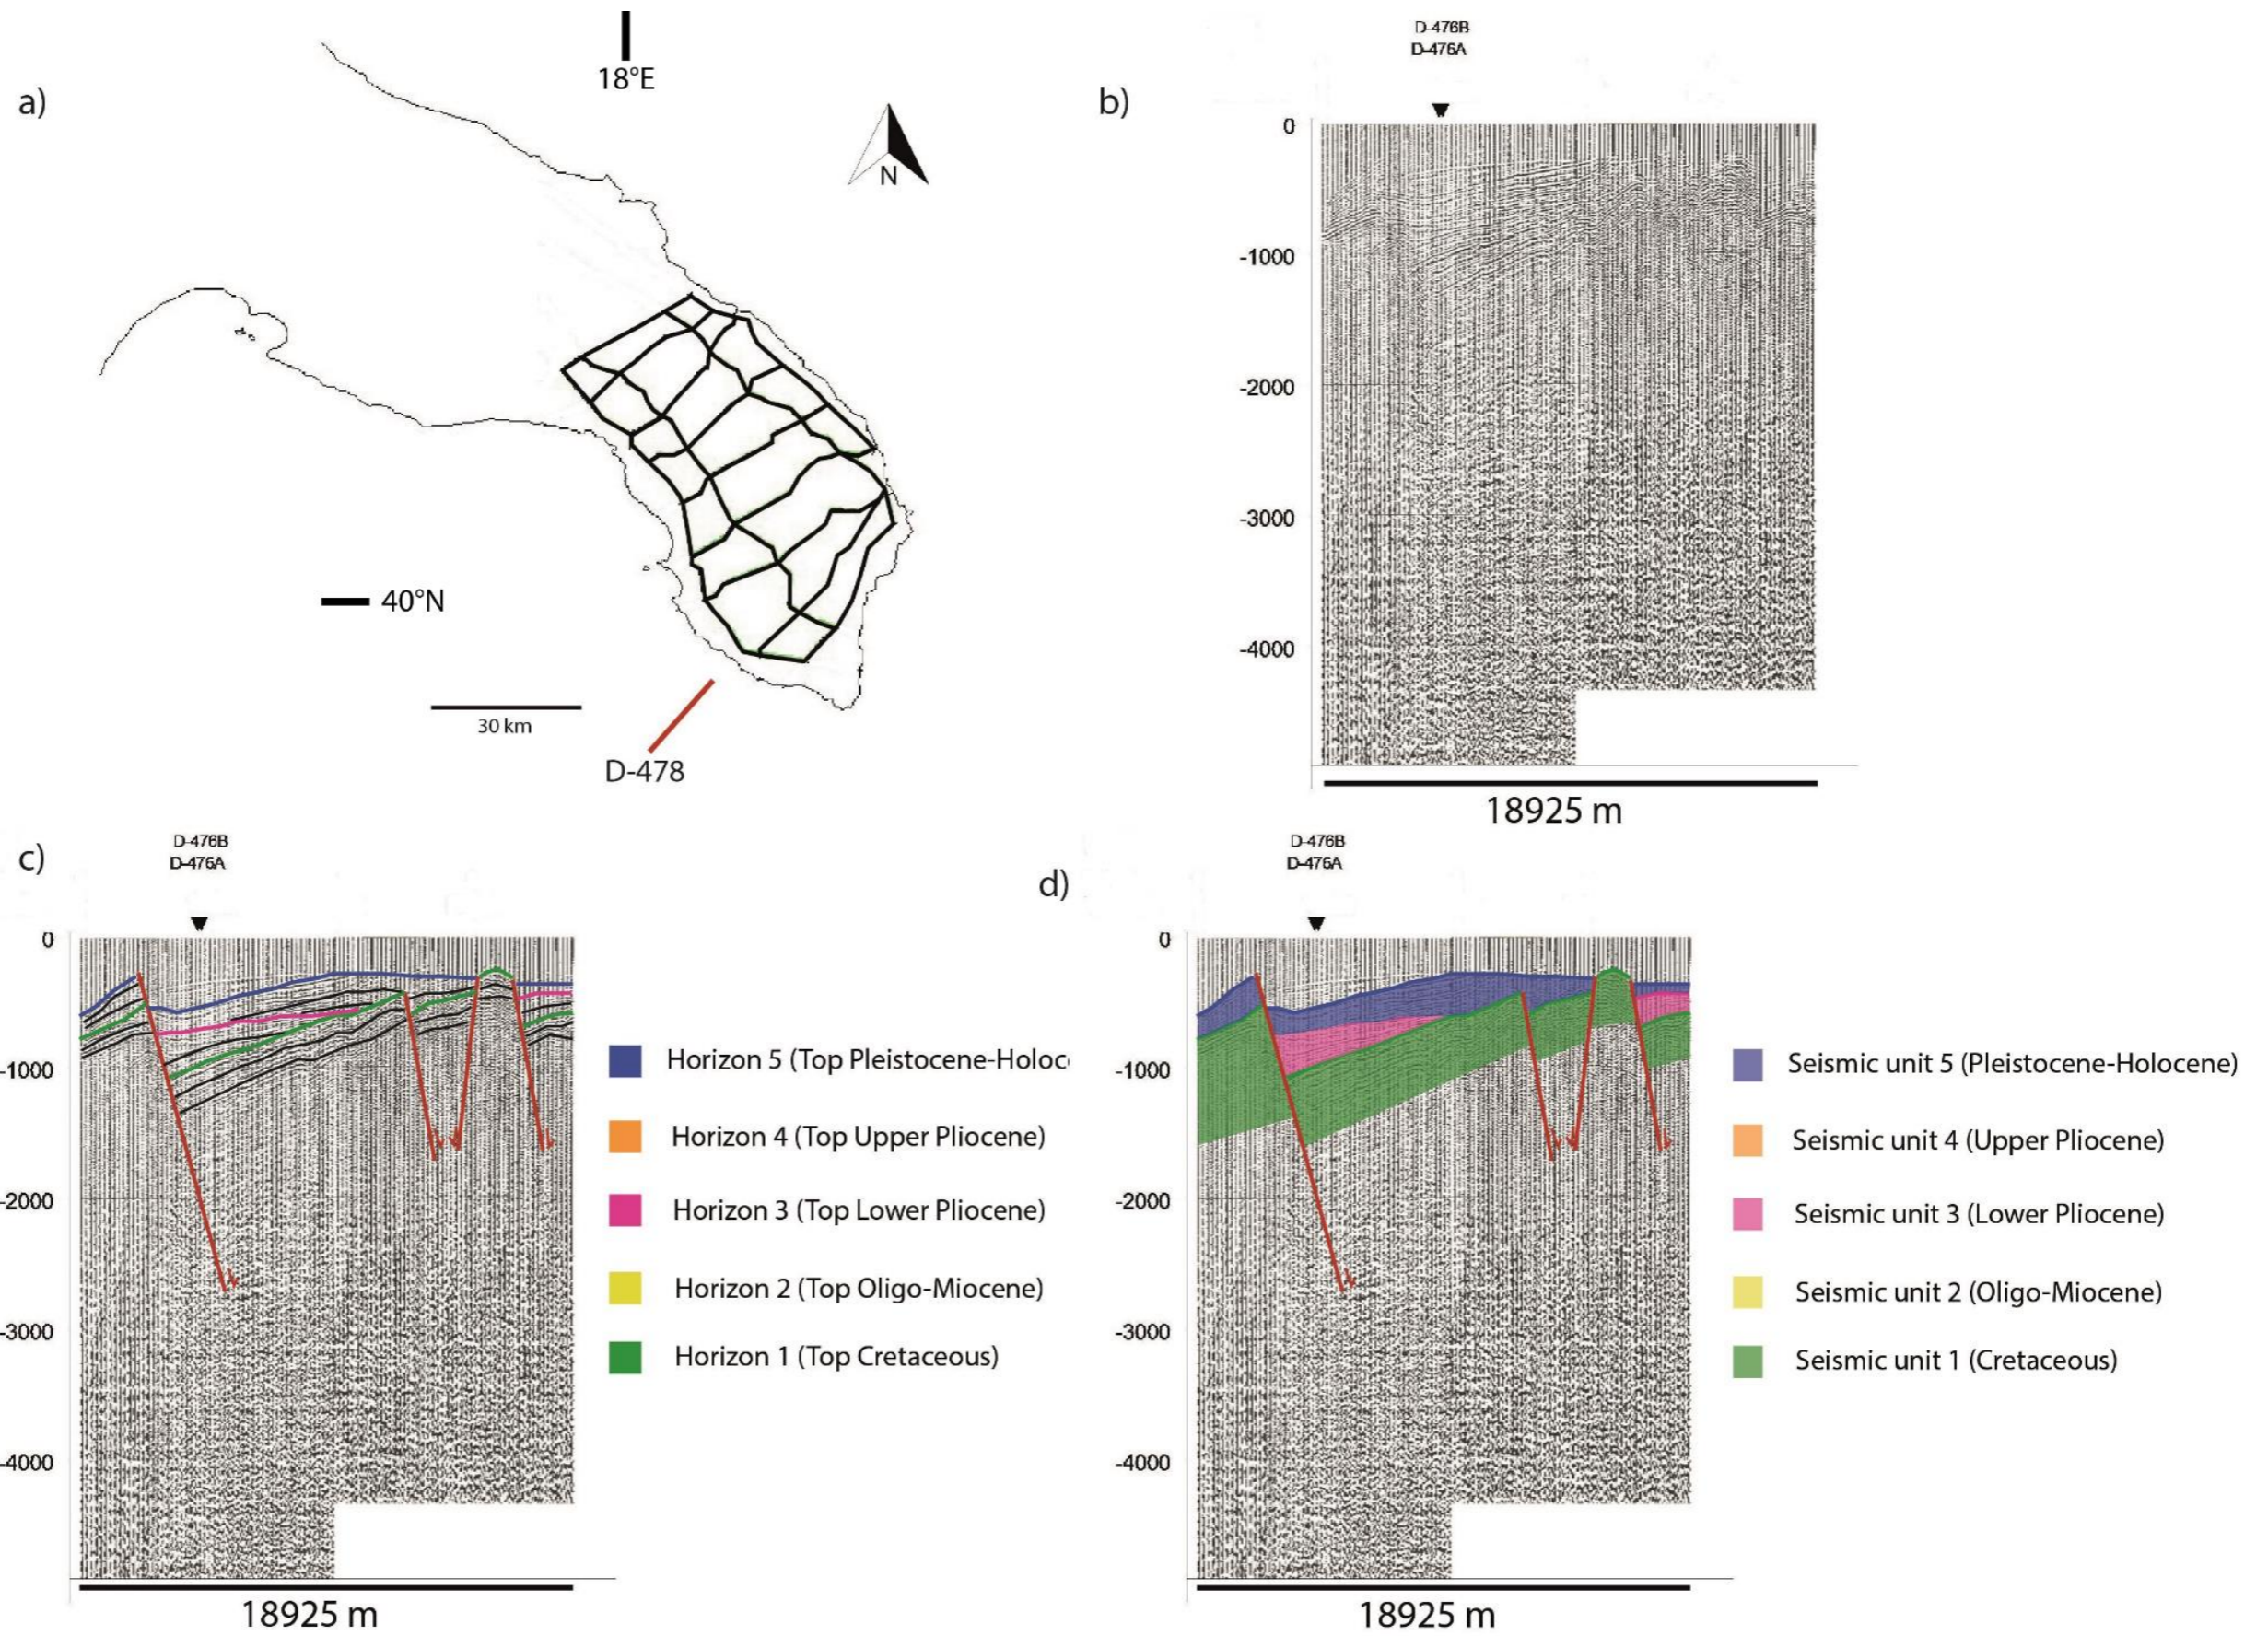 a)
18°E
N
40°N
30 km
D-478
b)
D-476B
D-476A
0
-1000
-2000
-3000
-4000
18925 m
c)
D-476B
D-476A
0
-1000
-2000
-3000
-4000
18925 m
Horizon 5 (Top Pleistocene-Holoc
Horizon 4 (Top Upper Pliocene)
Horizon 3 (Top Lower Pliocene)
Horizon 2 (Top Oligo-Miocene)
Horizon 1 (Top Cretaceous)
d)
D-476B
D-476A
0
-1000
-2000
-3000
-4000
18925 m
Seismic unit 5 (Pleistocene-Holocene)
Seismic unit 4 (Upper Pliocene)
Seismic unit 3 (Lower Pliocene)
Seismic unit 2 (Oligo-Miocene)
Seismic unit 1 (Cretaceous)